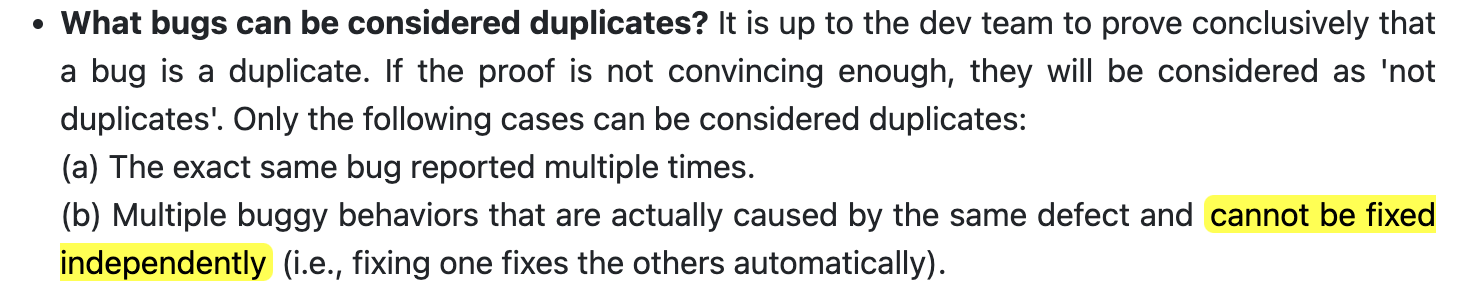 • What bugs can be considered duplicates? It is up to the dev team to prove conclusively that
a bug is a duplicate. If the proof is not convincing enough, they will be considered as 'not
duplicates'. Only the following cases can be considered duplicates:
(a) The exact same bug reported multiple times.
(b) Multiple buggy behaviors that are actually caused by the same defect and cannot be fixed
independently (i.e., fixing one fixes the others automatically).